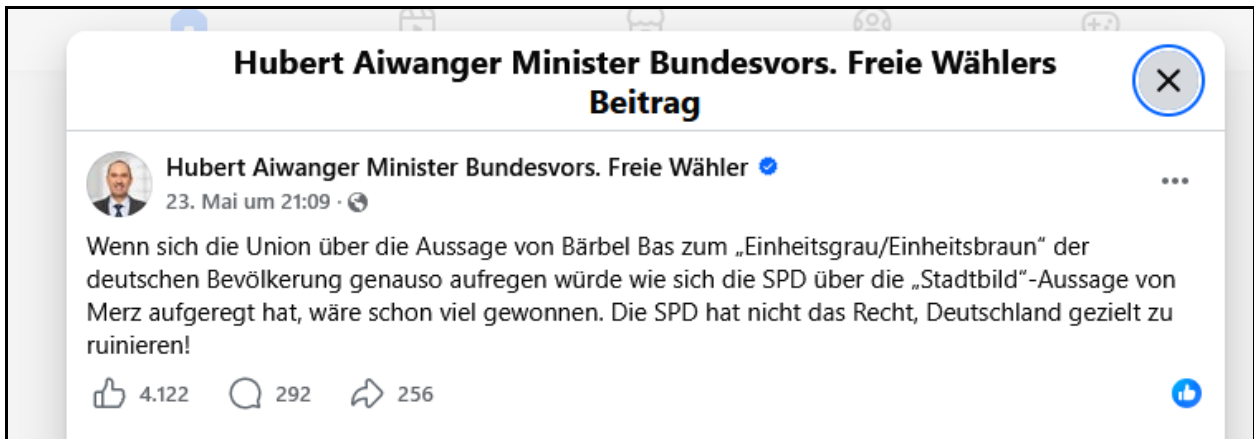 Hubert Aiwanger Minister Bundesvors. Freie Wählers
Beitrag
Hubert Aiwanger Minister Bundesvors. Freie Wähler
23. Mai um 21:09 ·
Wenn sich die Union über die Aussage von Bärbel Bas zum „Einheitsgrau/Einheitsbraun“ der
deutschen Bevölkerung genauso aufregen würde wie sich die SPD über die „Stadtbild“-Aussage von
Merz aufgeregt hat, wäre schon viel gewonnen. Die SPD hat nicht das Recht, Deutschland gezielt zu
ruinieren!
4.122 292 256